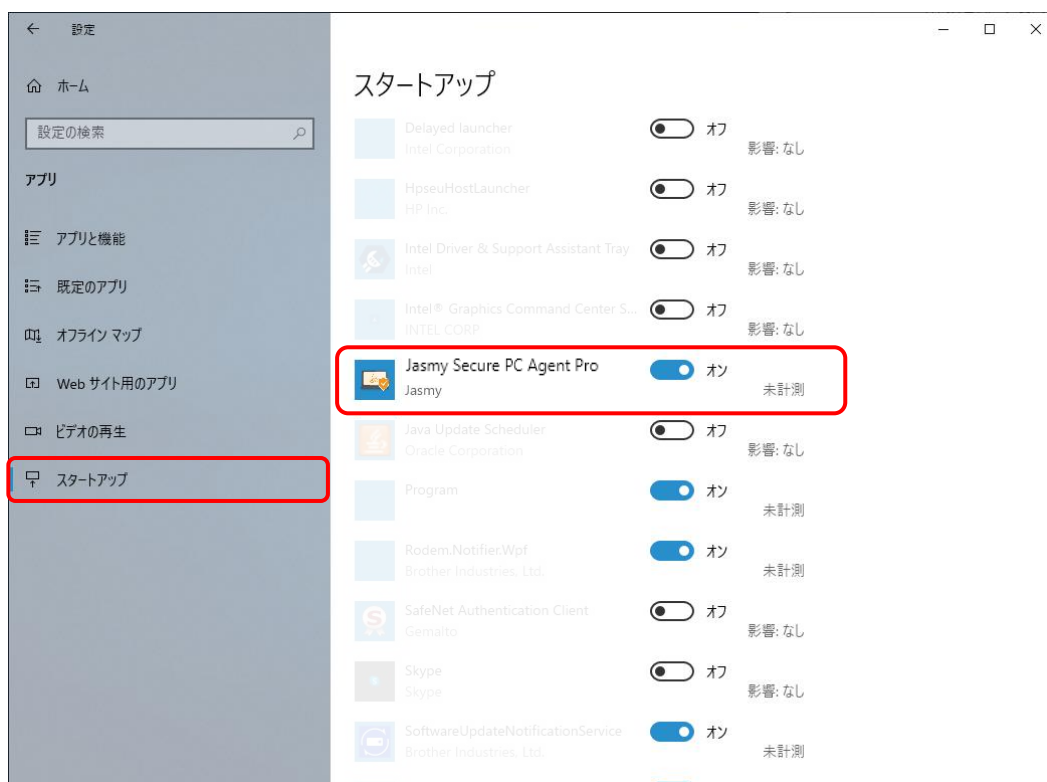 設定
ホーム
設定の検索
アプリ
アプリと機能
既定のアプリ
オフライン マップ
Web サイト用のアプリ
ビデオの再生
スタートアップ
スタートアップ
Delayed launcher
Intel Corporation
オフ
影響: なし
HpseuHostLauncher
HP Inc.
オフ
影響: なし
Intel Driver & Support Assistant Tray
Intel
オフ
影響: なし
Intel® Graphics Command Center S...
INTEL CORP
オフ
影響: なし
Jasmy Secure PC Agent Pro
Jasmy
オン
未計測
Java Update Scheduler
Oracle Corporation
オフ
影響: なし
Program
オン
未計測
Rodem.Notifier.Wpf
Brother Industries, Ltd.
オン
未計測
SafeNet Authentication Client
Gemalto
オフ
影響: なし
Skype
Skype
オフ
影響: なし
SoftwareUpdateNotificationService
Brother Industries, Ltd.
オン
未計測